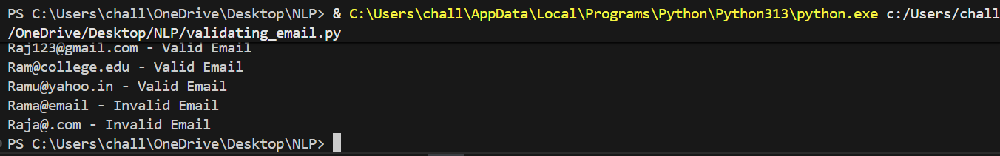 PS C:\Users\chall\OneDrive\Desktop\NLP> & C:\Users\chall\AppData\Local\Programs\Python\Python313\python.exe c:/Users/chall
/OneDrive/Desktop/NLP/validating_email.py
Raj123@gmail.com - Valid Email
Ram@college.edu - Valid Email
Ramu@yahoo.in - Valid Email
Rama@email - Invalid Email
Raja@.com - Invalid Email
PS C:\Users\chall\OneDrive\Desktop\NLP>